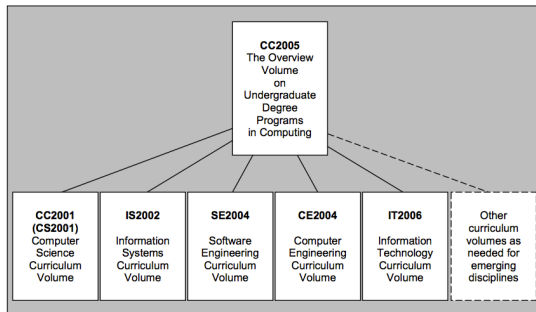 CC2005
The Overview
Volume
on
Undergraduate
Degree
Programs
in Computing
CC2001
(CS2001)
Computer
Science
Curriculum
Volume
IS2002
Information
Systems
Curriculum
Volume
SE2004
Software
Engineering
Curriculum
Volume
CE2004
Computer
Engineering
Curriculum
Volume
IT2006
Information
Technology
Curriculum
Volume
Other
curriculum
volumes as
needed for
emerging
disciplines